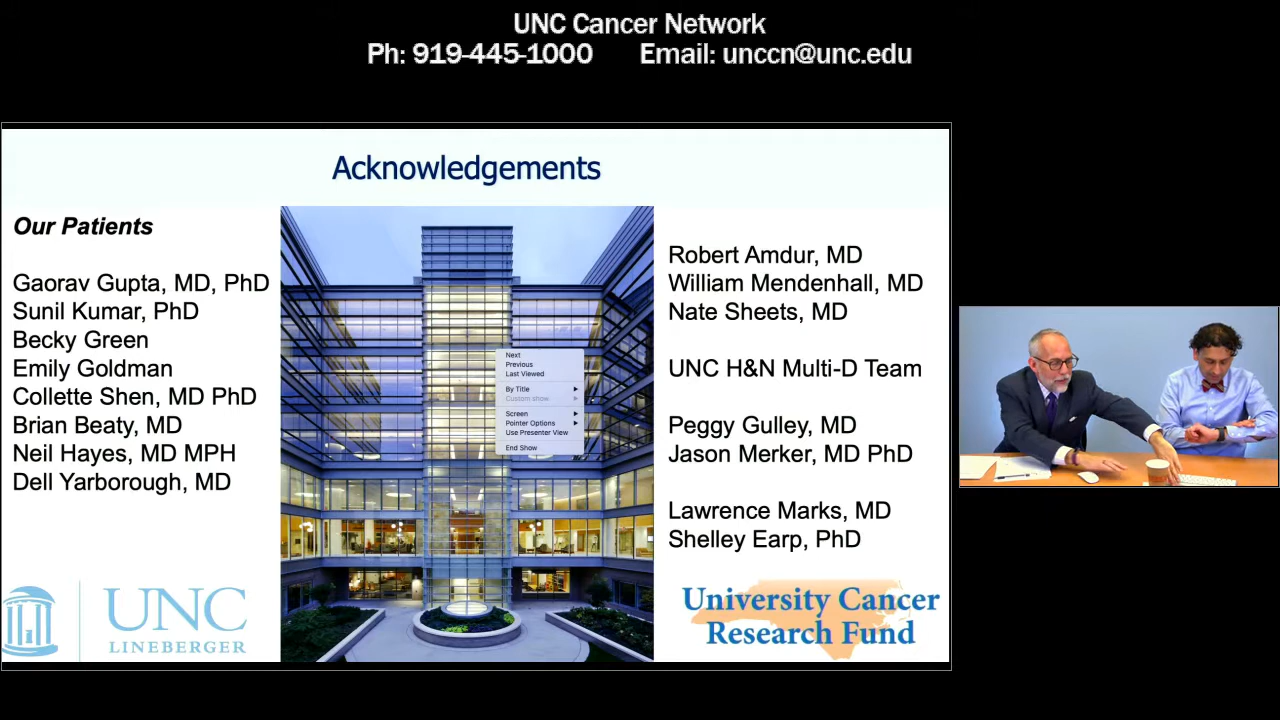 UNC Cancer Network
Ph: 919-445-1000 Email: unccn@unc.edu
Acknowledgements
Our Patients
Gaorav Gupta, MD, PhD
Sunil Kumar, PhD
Becky Green
Emily Goldman
Collette Shen, MD PhD
Brian Beaty, MD
Neil Hayes, MD MPH
Dell Yarborough, MD
UNC
LINEBERGER
Next
Previous
Last Viewed
By Title
Custom show
Screen
Pointer Options
Use Presenter View
End Show
Robert Amdur, MD
William Mendenhall, MD
Nate Sheets, MD
UNC H&N Multi-D Team
Peggy Gulley, MD
Jason Merker, MD PhD
Lawrence Marks, MD
Shelley Earp, PhD
University Cancer
Research Fund